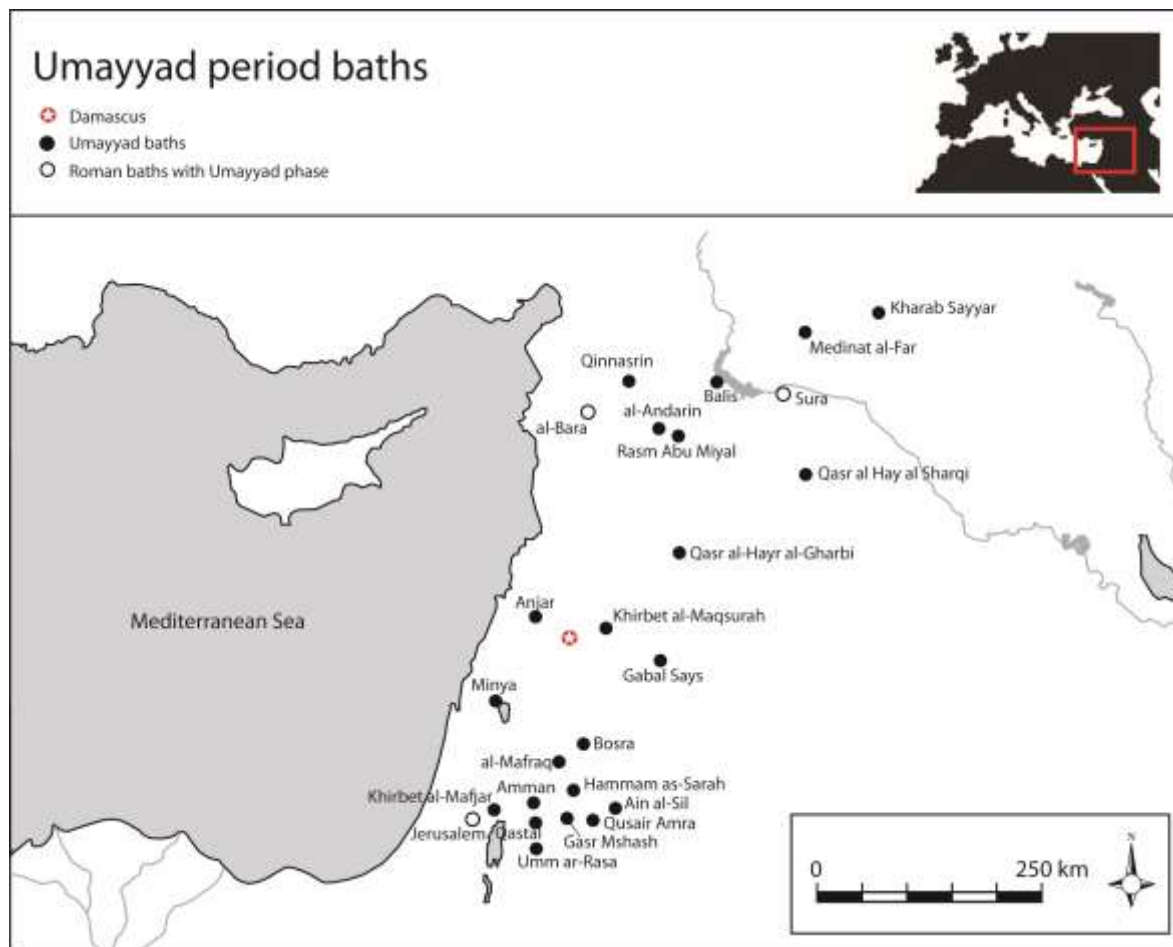 Umayyad period baths
Damascus
Umayyad baths
Roman baths with Umayyad phase
Kharab Sayyar
Medinat al-Far
Qinnasrin
Balis
Sura
al-Andarin
al-Bara
Rasm Abu Miyal
Qasr al Hay al Sharqi
Qasr al-Hayr al-Gharbi
Anjar
Khirbet al-Maqsurah
Mediterranean Sea
Gabal Says
Minya
Bosra
al-Mafraq
Hammam as-Sarah
Amman
Khirbet al-Mafjar
Ain al-Sil
Jerusalem
Qastal
Qusair Amra
Gasr Mshash
Umm ar-Rasa
N
0
250 km